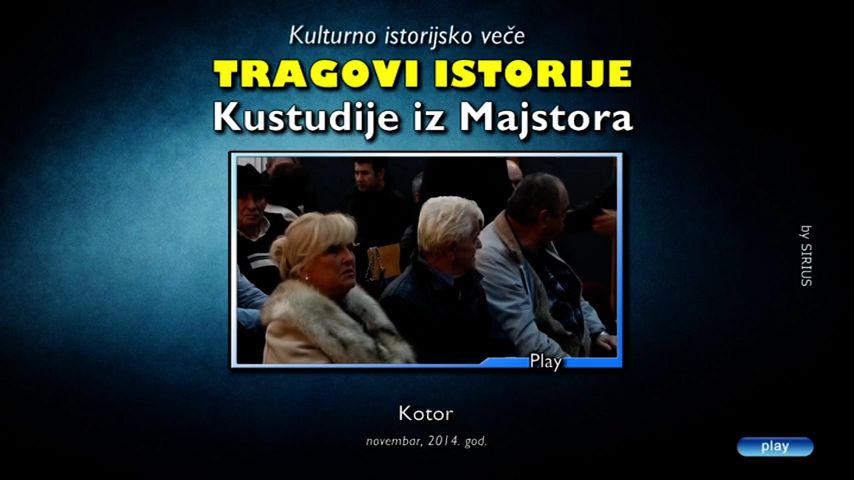 Kulturno istorijsko veče
TRAGOVI ISTORIJE
Kustudije iz Majstora
Play
by SIRIUS
Kotor
novembar, 2014. god.
play